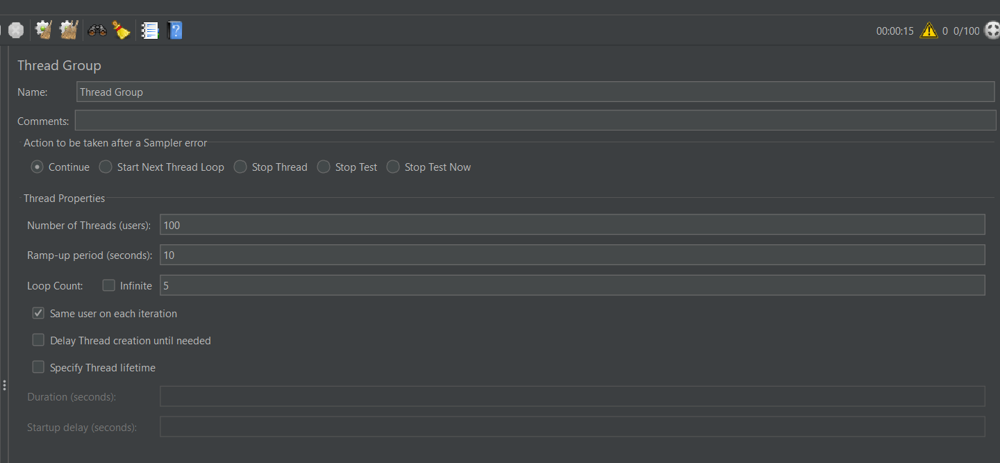 00:00:15 0 0/100
Thread Group
Name: Thread Group
Comments:
Action to be taken after a Sampler error
Continue Start Next Thread Loop Stop Thread Stop Test Stop Test Now
Thread Properties
Number of Threads (users): 100
Ramp-up period (seconds): 10
Loop Count: Infinite 5
Same user on each iteration
Delay Thread creation until needed
Specify Thread lifetime
Duration (seconds):
Startup delay (seconds):